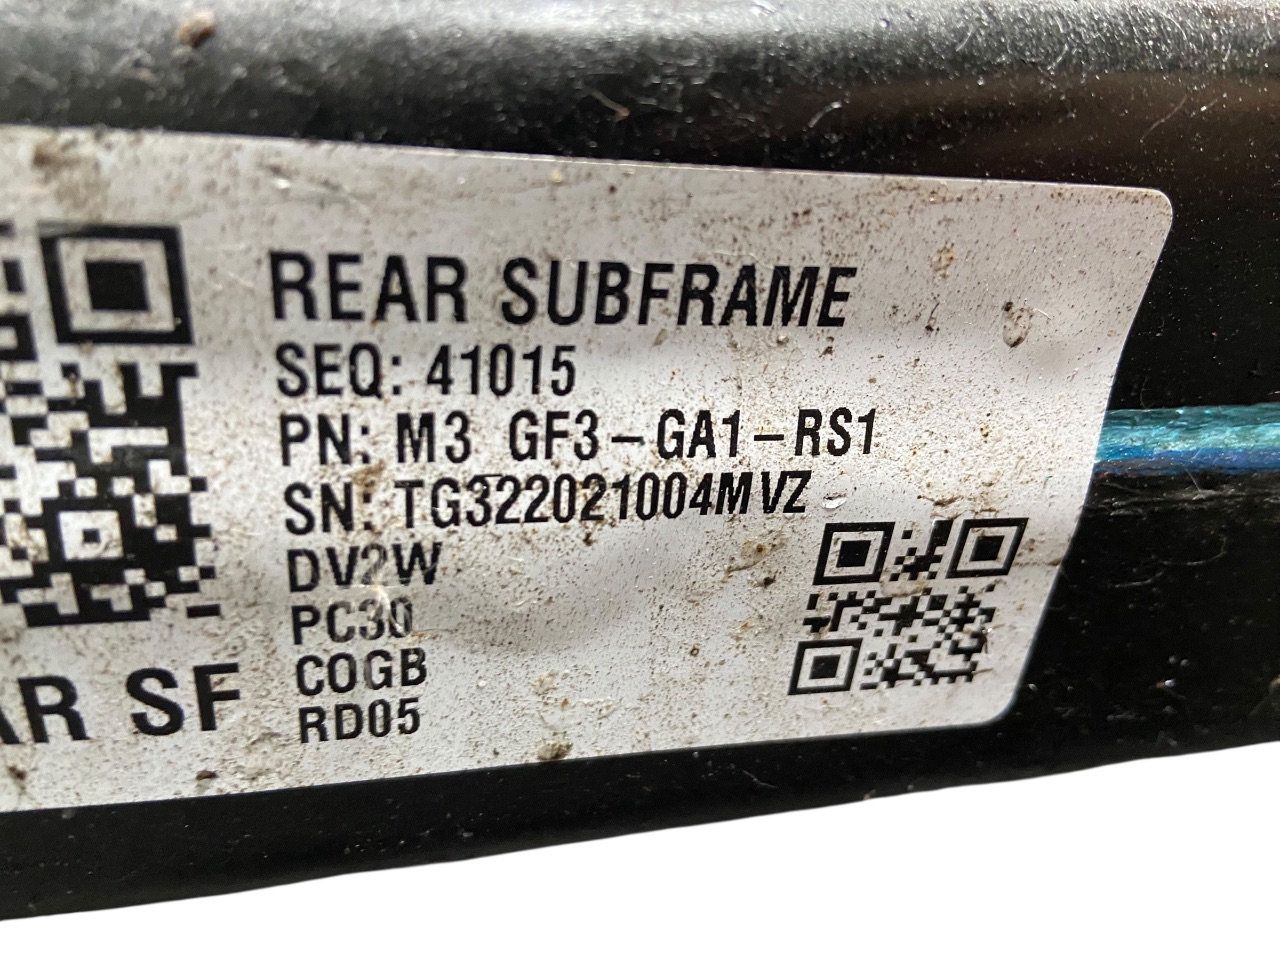 REAR SUBFRAME
SEQ: 41015
PN: M3 GF3-GA1-RS1
SN: TG322021004MVZ
DV2W
PC30
COGB
RD05
AR SF